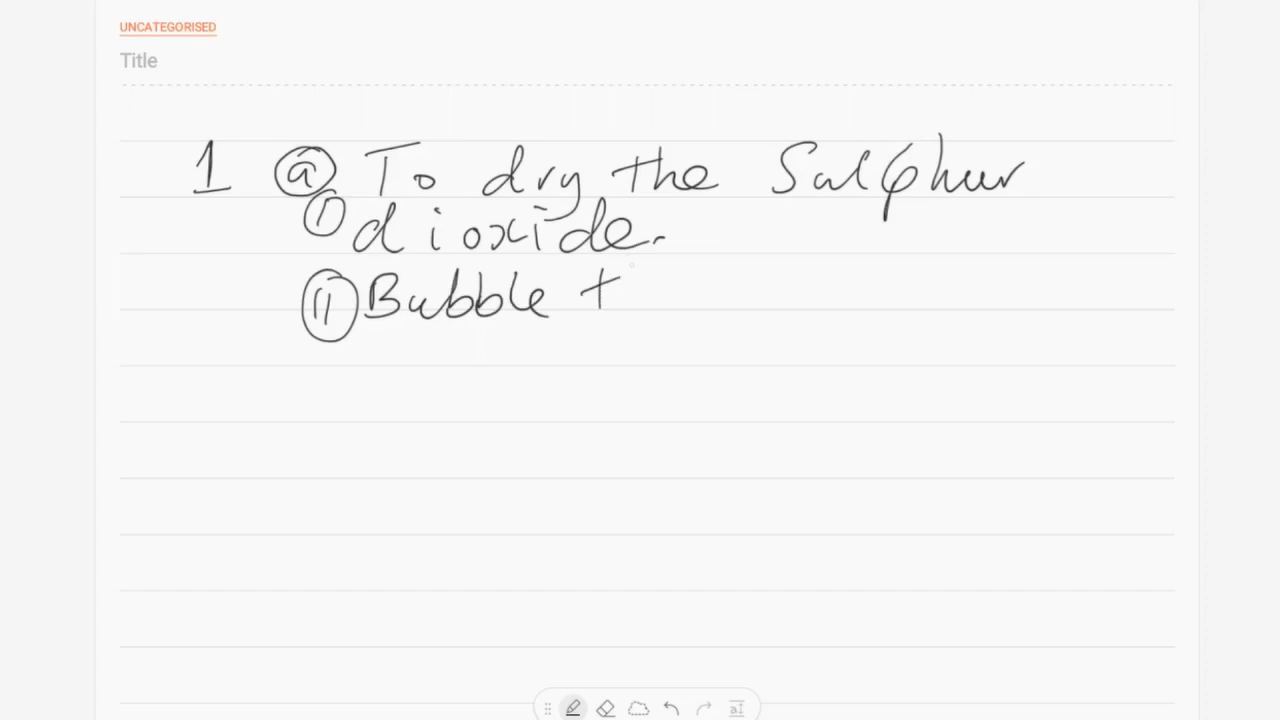 UNCATEGORISED
Title
1 ⓐ To dry the Sulphur
ⓘ dioxide.
ⓘⓘ Bubble t